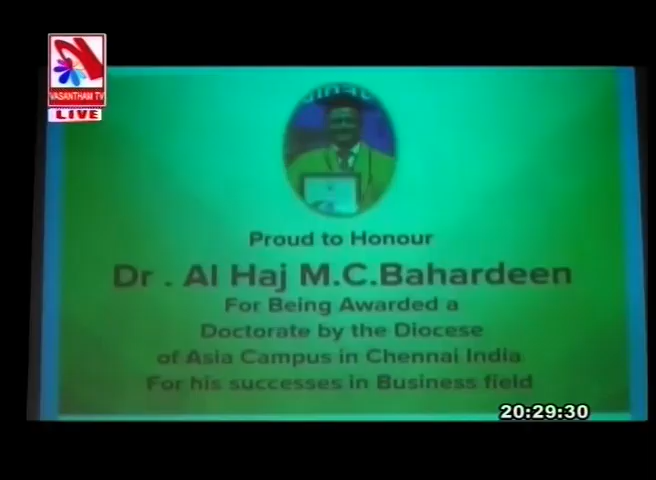 VASANTHAM TV
LIVE
Proud to Honour
Dr . Al Haj M.C.Bahardeen
For Being Awarded a
Doctorate by the Diocese
of Asia Campus in Chennai India
For his successes in Business field
20:29:30